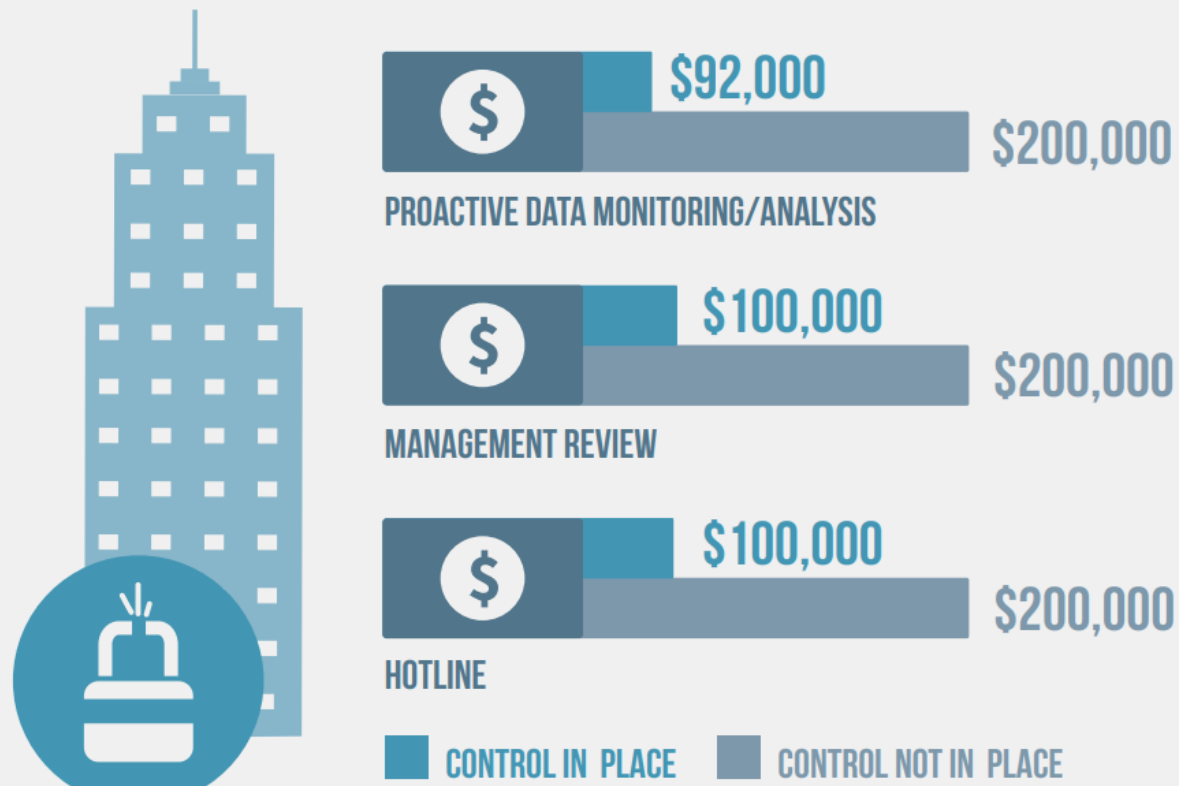 $
$92,000
$200,000
PROACTIVE DATA MONITORING/ANALYSIS
$
$100,000
$200,000
MANAGEMENT REVIEW
$
$100,000
$200,000
HOTLINE
CONTROL IN PLACE
CONTROL NOT IN PLACE